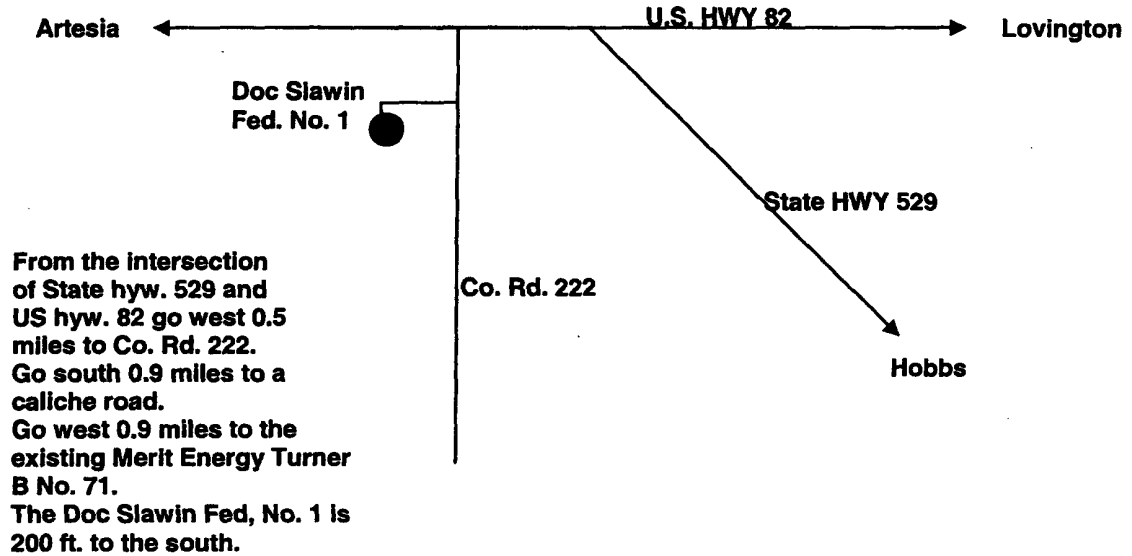 U.S. HWY 82
Artesia
Lovington
Doc Slawin
Fed. No. 1
State HWY 529
From the intersection
of State hyw. 529 and
US hyw. 82 go west 0.5
miles to Co. Rd. 222.
Go south 0.9 miles to a
caliche road.
Go west 0.9 miles to the
existing Merit Energy Turner
B No. 71.
The Doc Slawin Fed, No. 1 is
200 ft. to the south.
Co. Rd. 222
Hobbs